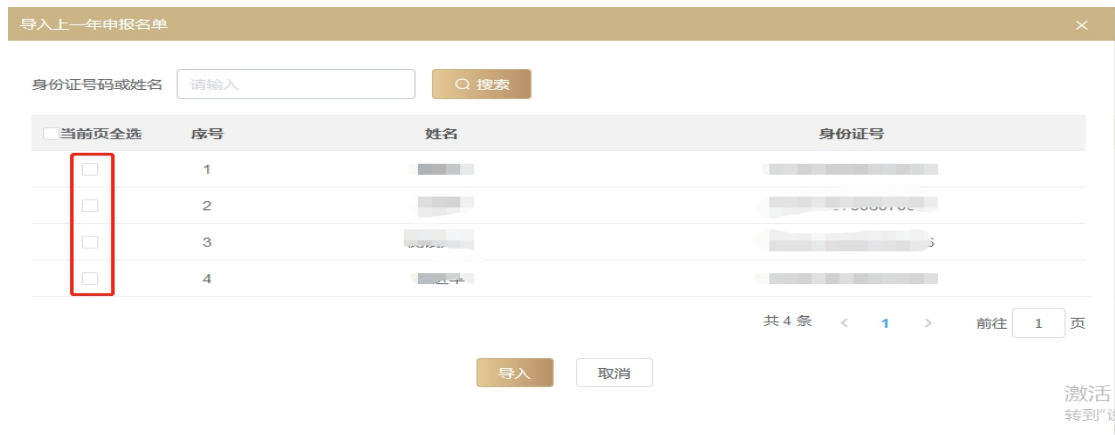 导入上一年申报名单
身份证号码或姓名 请输入 搜索
当前页全选 序号 姓名 身份证号
1
2
3
4
共 4 条 < 1 > 前往 1 页
导入 取消
激活
转到"